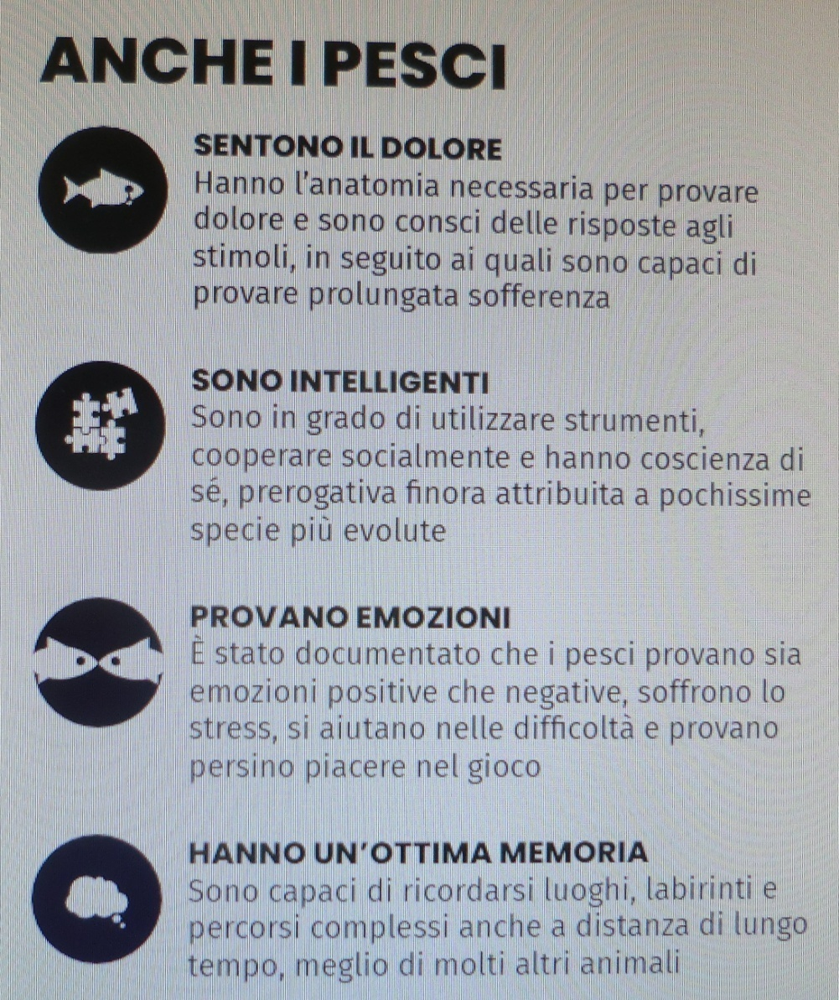 ANCHE I PESCI
SENTONO IL DOLORE
Hanno l'anatomia necessaria per provare
dolore e sono consci delle risposte agli
stimoli, in seguito ai quali sono capaci di
provare prolungata sofferenza
SONO INTELLIGENTI
Sono in grado di utilizzare strumenti,
cooperare socialmente e hanno coscienza di
sé, prerogativa finora attribuita a pochissime
specie più evolute
PROVANO EMOZIONI
È stato documentato che i pesci provano sia
emozioni positive che negative, soffrono lo
stress, si aiutano nelle difficoltà e provano
persino piacere nel gioco
HANNO UN'OTTIMA MEMORIA
Sono capaci di ricordarsi luoghi, labirinti e
percorsi complessi anche a distanza di lungo
tempo, meglio di molti altri animali